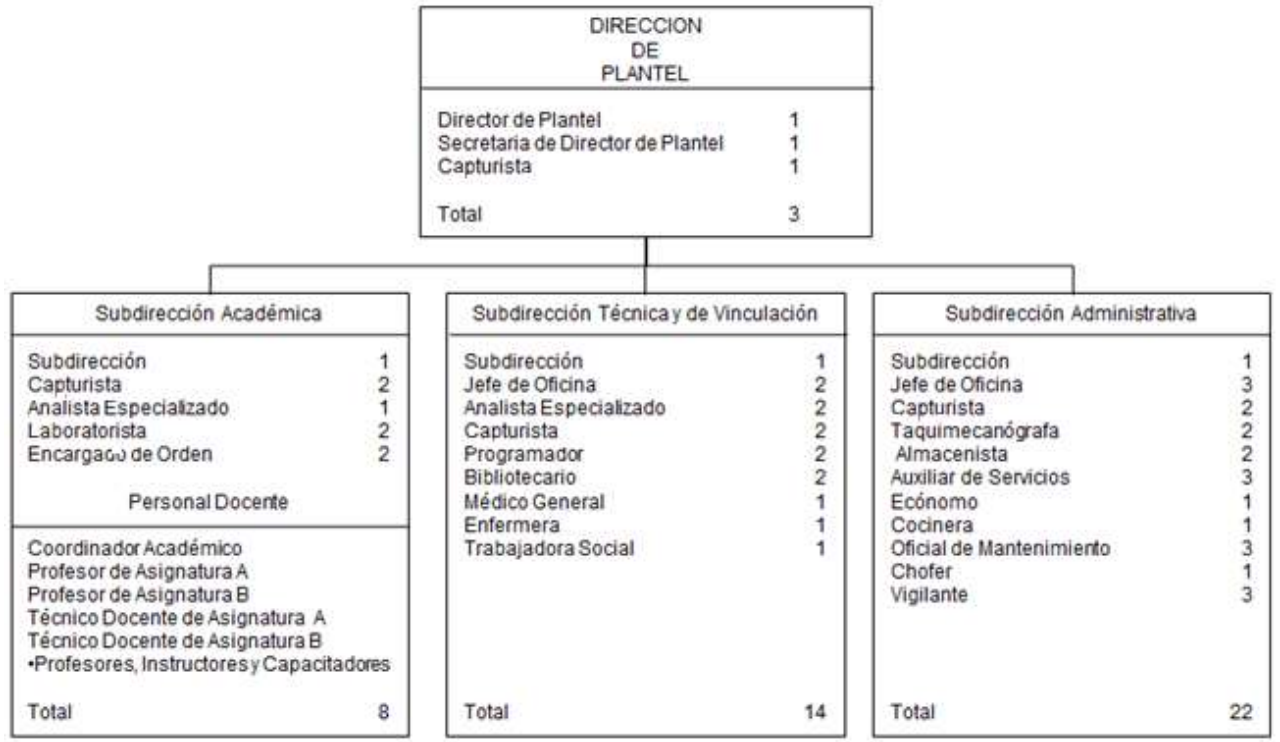 DIRECCION
DE
PLANTEL
Director de Plantel 1
Secretaria de Director de Plantel 1
Capturista 1
Total 3
Subdirección Académica
Subdirección 1
Capturista 2
Analista Especializado 1
Laboratorista 2
Encargado de Orden 2
Personal Docente
Coordinador Académico
Profesor de Asignatura A
Profesor de Asignatura B
Técnico Docente de Asignatura A
Técnico Docente de Asignatura B
•Profesores, Instructores y Capacitadores
Total 8
Subdirección Técnica y de Vinculación
Subdirección 1
Jefe de Oficina 2
Analista Especializado 2
Capturista 2
Programador 2
Bibliotecario 2
Médico General 1
Enfermera 1
Trabajadora Social 1
Total 14
Subdirección Administrativa
Subdirección 1
Jefe de Oficina 3
Capturista 2
Taquimecanógrafa 2
Almacenista 2
Auxiliar de Servicios 3
Ecónomo 1
Cocinera 1
Oficial de Mantenimiento 3
Chofer 1
Vigilante 3
Total 22